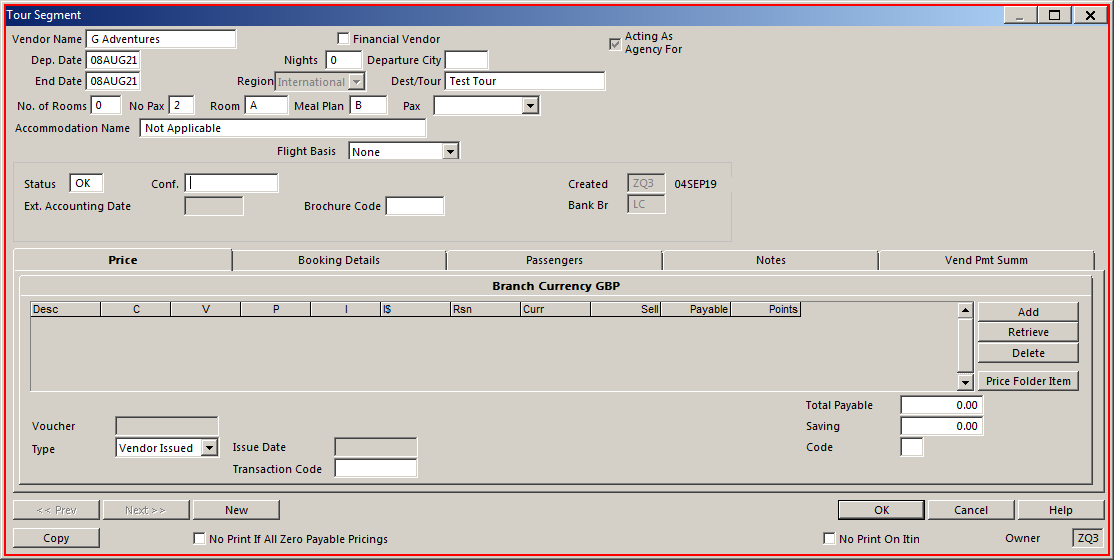 Tour Segment
Vendor Name G Adventures Financial Vendor Acting As
Agency For
Dep. Date 08AUG21 Nights 0 Departure City
End Date 08AUG21 Region International Dest/Tour Test Tour
No. of Rooms 0 No Pax 2 Room A Meal Plan B Pax
Accommodation Name Not Applicable
Flight Basis None
Status OK Conf. Created ZQ3 04SEP19
Ext. Accounting Date Brochure Code Bank Br LC
Price Booking Details Passengers Notes Vend Pmt Summ
Branch Currency GBP
Desc C V P I I$ Rsn Curr Sell Payable Points
Add
Retrieve
Delete
Price Folder Item
Total Payable 0.00
Voucher Saving 0.00
Type Vendor Issued Issue Date Code
Transaction Code
<< Prev Next >> New OK Cancel Help
Copy No Print If All Zero Payable Pricings No Print On Itin Owner ZQ3